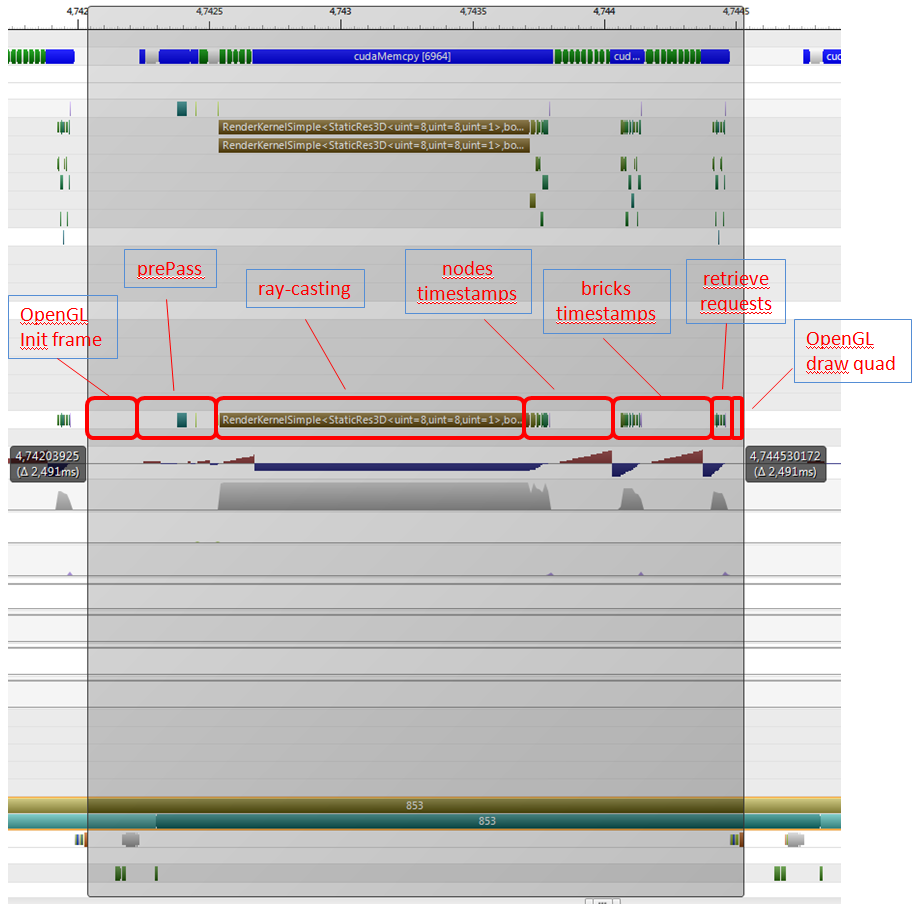 4,742
4,7425
4,743
4,7435
4,744
4,7445
cudaMemcpy [6964]
cud ...
cuc
RenderKernelSimple<StaticRes3D<uint=8,uint=8,uint=1>,bo...
RenderKernelSimple<StaticRes3D<uint=8,uint=8,uint=1>,bo...
prePass
ray-casting
nodes
timestamps
bricks
timestamps
retrieve
requests
OpenGL
Init frame
OpenGL
draw quad
RenderKernelSimple<StaticRes3D<uint=8,uint=8,uint=1>,bo...
4,74203925
(Δ 2,491ms)
4,744530172
(Δ 2,491ms)
853
853